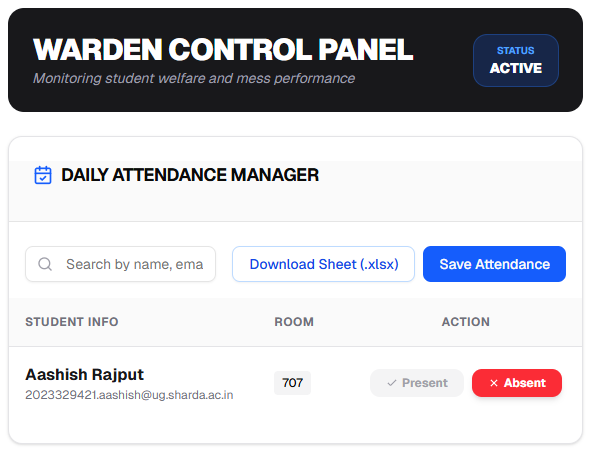 WARDEN CONTROL PANEL
Monitoring student welfare and mess performance
STATUS
ACTIVE
DAILY ATTENDANCE MANAGER
Search by name, ema
Download Sheet (.xlsx)
Save Attendance
STUDENT INFO
ROOM
ACTION
Aashish Rajput
2023329421.aashish@ug.sharda.ac.in
707
Present
Absent